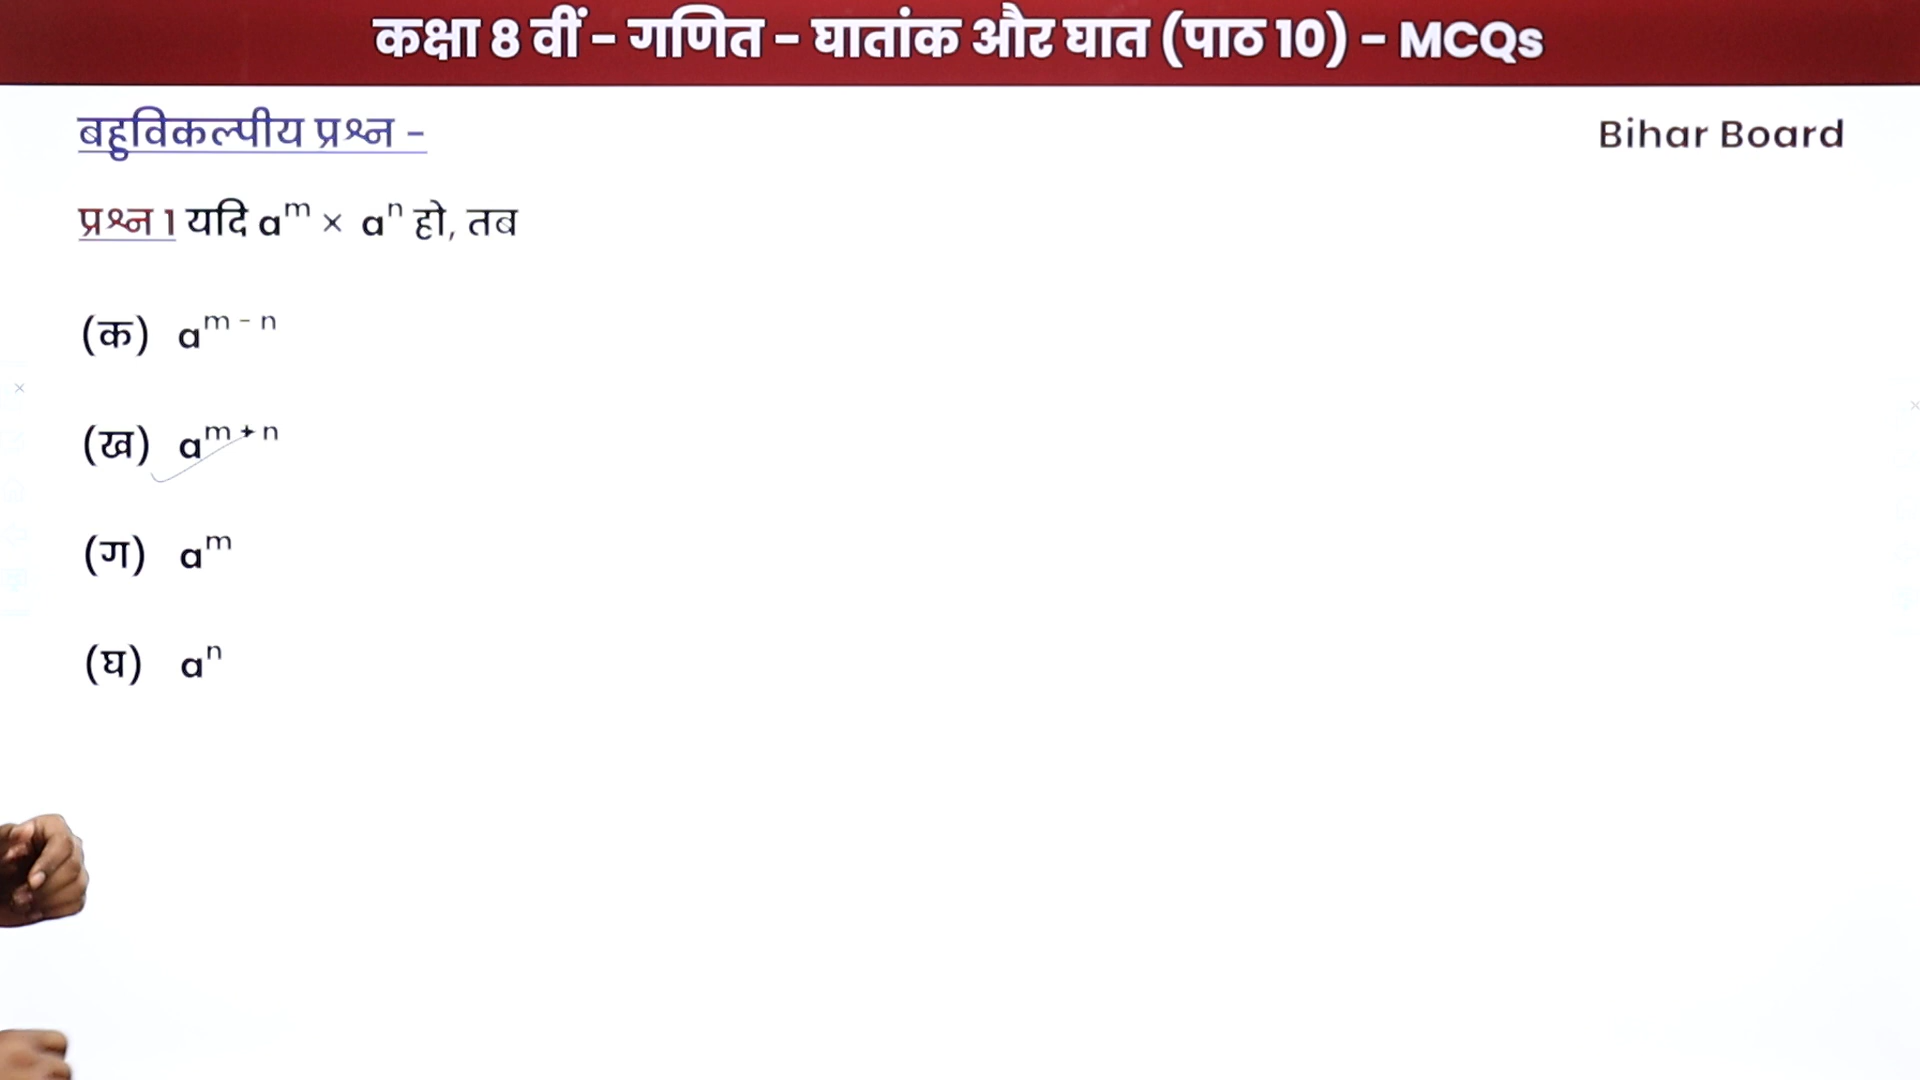 कक्षा 8 वीं – गणित – घातांक और घात (पाठ 10) – MCQs
बहुविकल्पीय प्रश्न –
Bihar Board
प्रश्न 1 यदि aᵐ × aⁿ हो, तब
(क) aᵐ ⁻ ⁿ
(ख) aᵐ ⁺ ⁿ
(ग) aᵐ
(घ) aⁿ